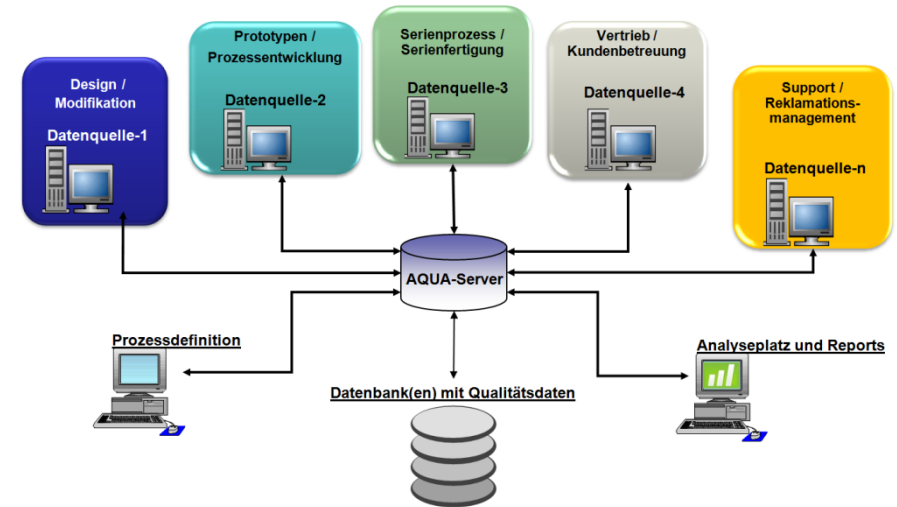 Design /
Modifikation
Datenquelle-1
Prototypen /
Prozessentwicklung
Datenquelle-2
Serienprozess /
Serienfertigung
Datenquelle-3
Vertrieb /
Kundenbetreuung
Datenquelle-4
Support /
Reklamations-
management
Datenquelle-n
AQUA-Server
Prozessdefinition
Datenbank(en) mit Qualitätsdaten
Analyseplatz und Reports